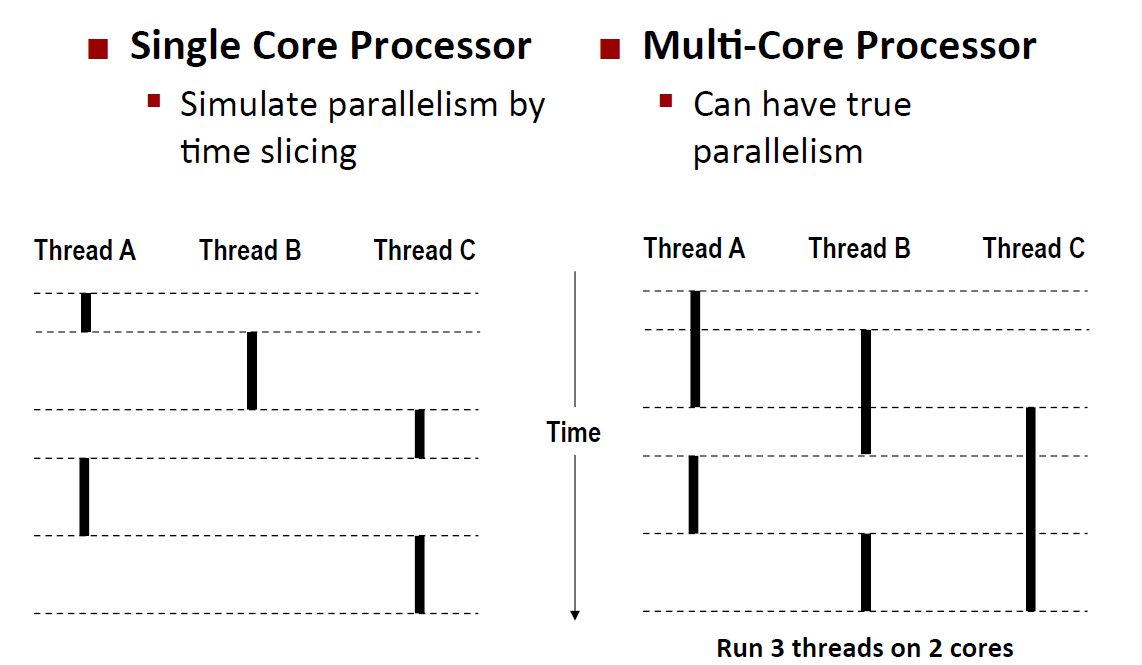 Single Core Processor
Simulate parallelism by
time slicing
Multi-Core Processor
Can have true
parallelism
Thread A Thread B Thread C
Time
Thread A Thread B Thread C
Run 3 threads on 2 cores